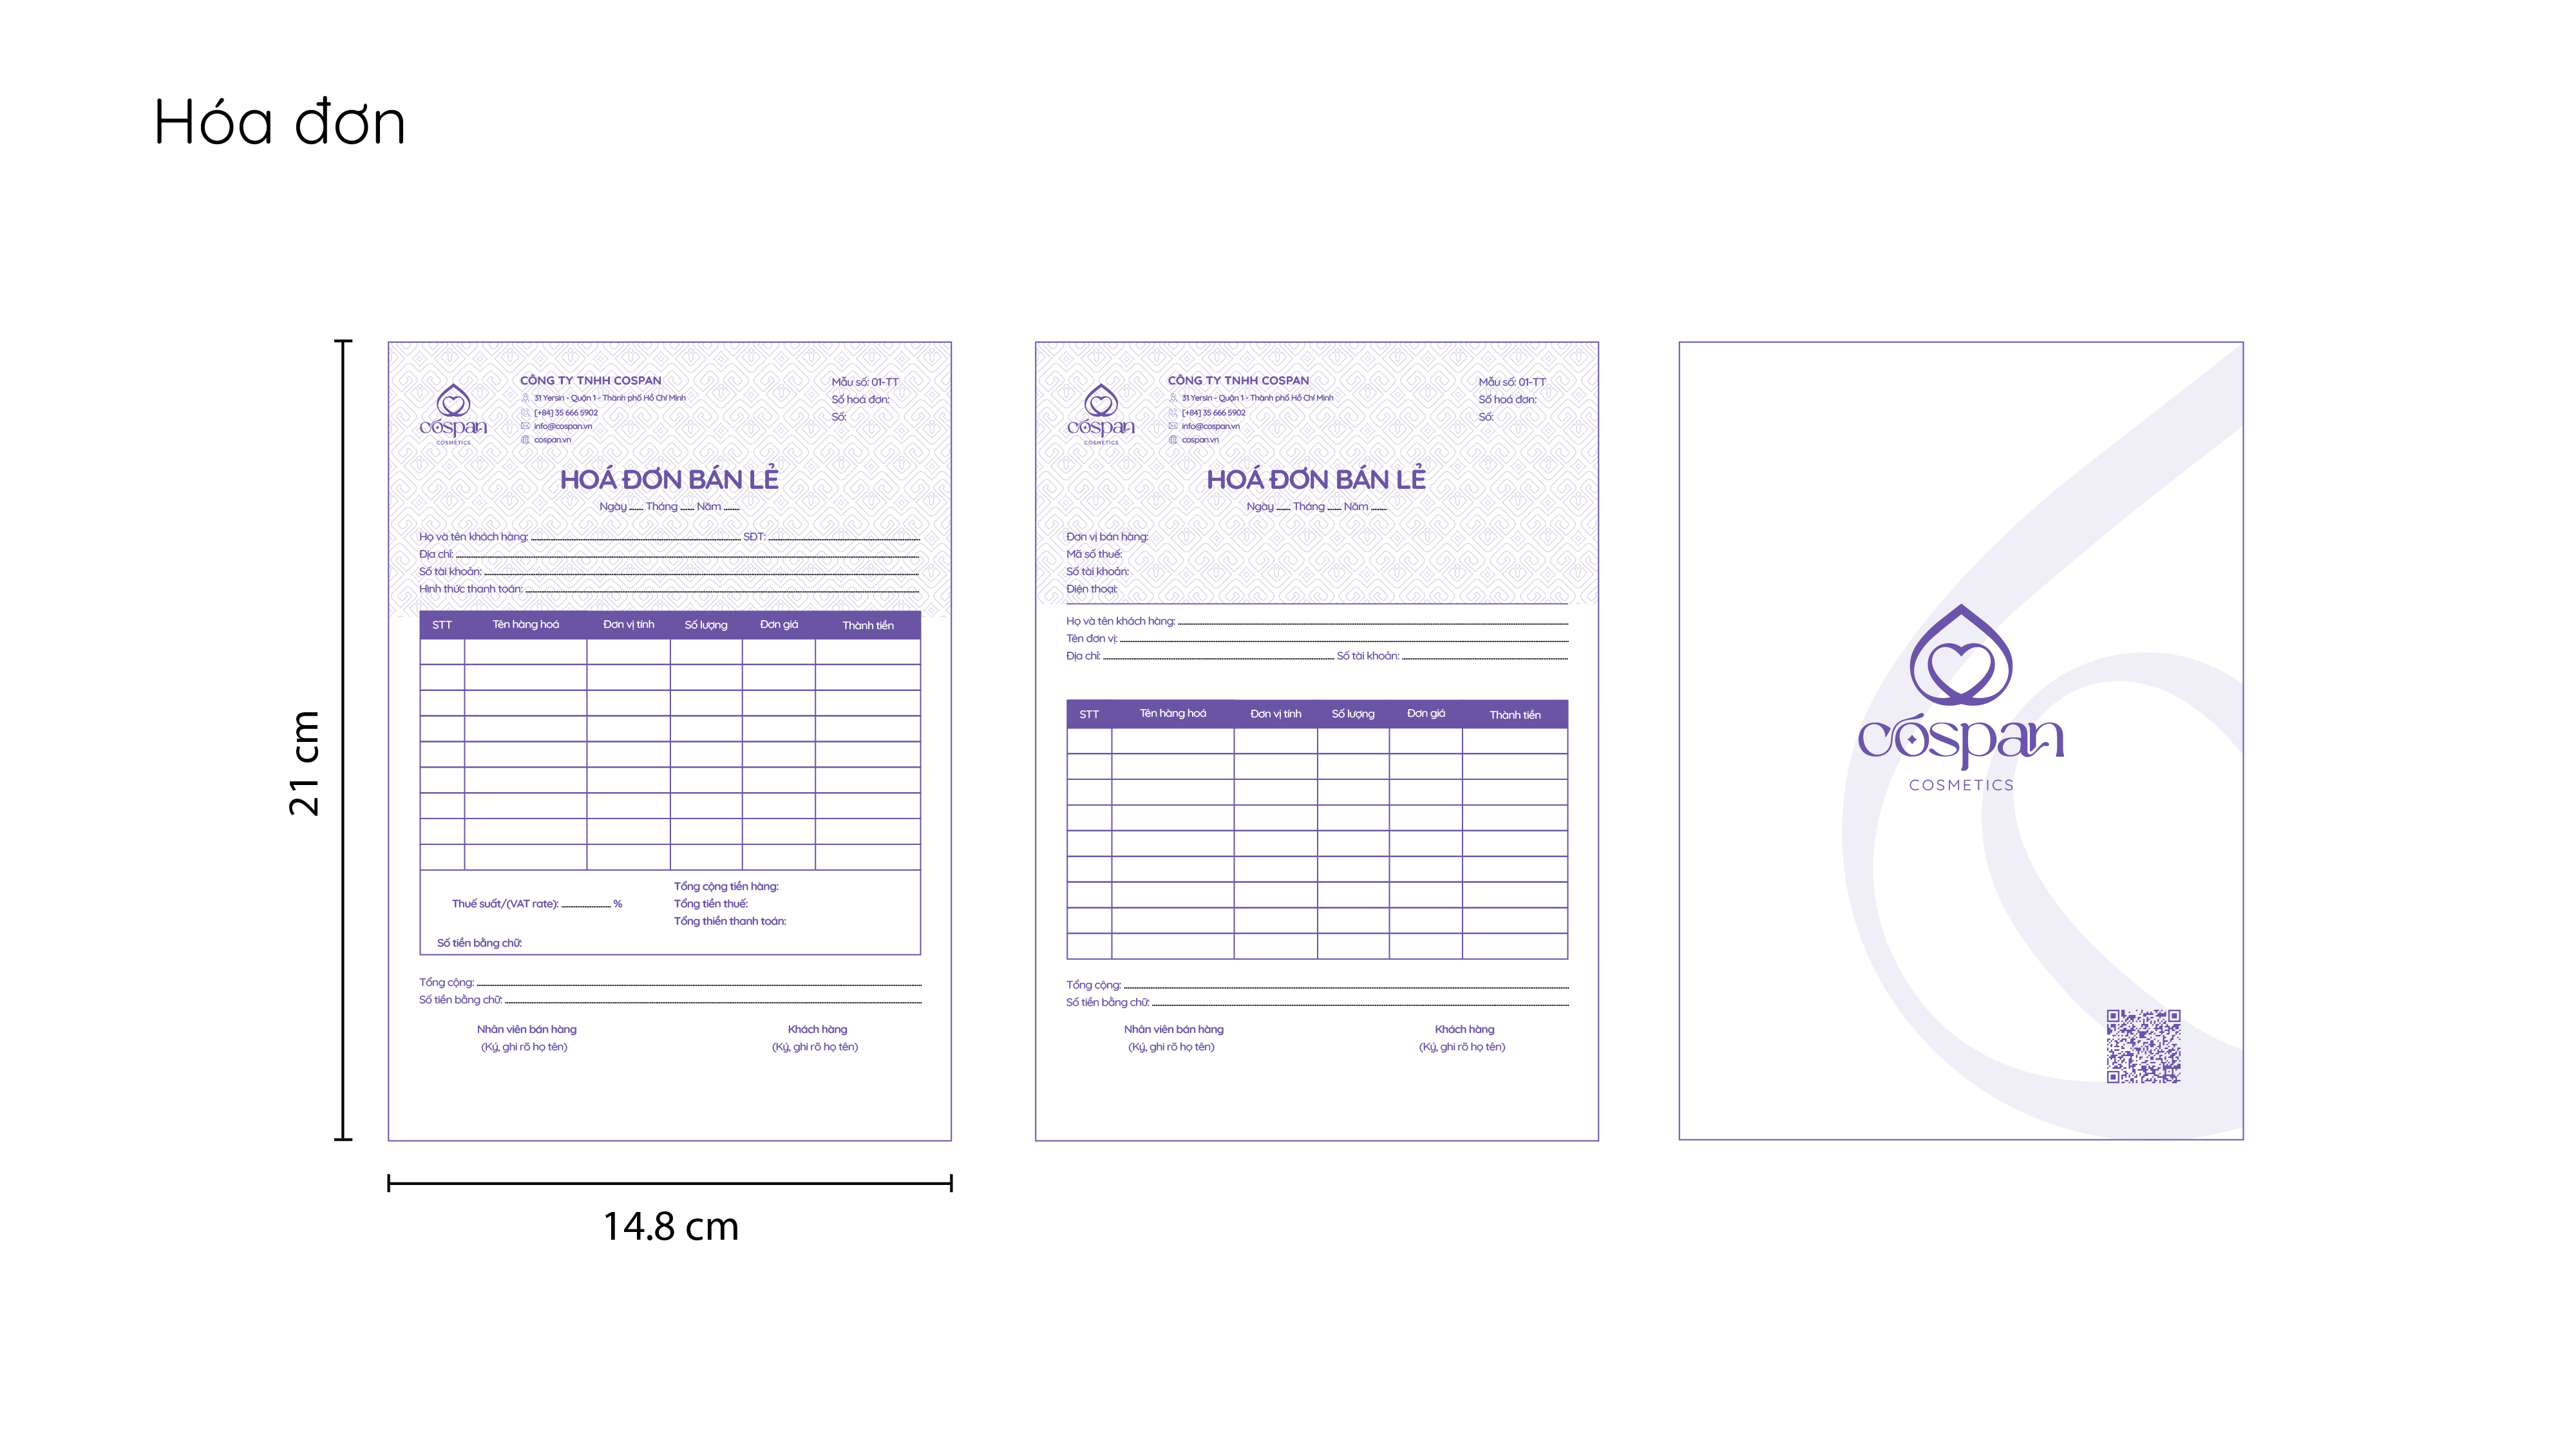 Hóa đơn
21 cm
14.8 cm
cóspan
COSMETICS
CÔNG TY TNHH COSPAN
31 Yersin - Quận 1 - Thành phố Hồ Chí Minh
[+84] 35 666 5902
info@cospan.vn
cospan.vn
Mẫu số: 01-TT
Số hoá đơn:
Số:
HOÁ ĐƠN BÁN LẺ
Ngày ...... Tháng ...... Năm ......
Họ và tên khách hàng: ...... SĐT: ......
Địa chỉ: ......
Số tài khoản: ......
Hình thức thanh toán: ......
STT Tên hàng hoá Đơn vị tính Số lượng Đơn giá Thành tiền
Tổng cộng tiền hàng:
Thuế suất/(VAT rate): ...... % Tổng tiền thuế:
Tổng thiền thanh toán:
Số tiền bằng chữ:
Tổng cộng: ......
Số tiền bằng chữ: ......
Nhân viên bán hàng Khách hàng
(Ký, ghi rõ họ tên) (Ký, ghi rõ họ tên)
cóspan
COSMETICS
CÔNG TY TNHH COSPAN
31 Yersin - Quận 1 - Thành phố Hồ Chí Minh
[+84] 35 666 5902
info@cospan.vn
cospan.vn
Mẫu số: 01-TT
Số hoá đơn:
Số:
HOÁ ĐƠN BÁN LẺ
Ngày ...... Tháng ...... Năm ......
Đơn vị bán hàng:
Mã số thuế:
Số tài khoản:
Điện thoại:
Họ và tên khách hàng: ......
Tên đơn vị: ......
Địa chỉ: ...... Số tài khoản: ......
STT Tên hàng hoá Đơn vị tính Số lượng Đơn giá Thành tiền
Tổng cộng: ......
Số tiền bằng chữ: ......
Nhân viên bán hàng Khách hàng
(Ký, ghi rõ họ tên) (Ký, ghi rõ họ tên)
cóspan
COSMETICS